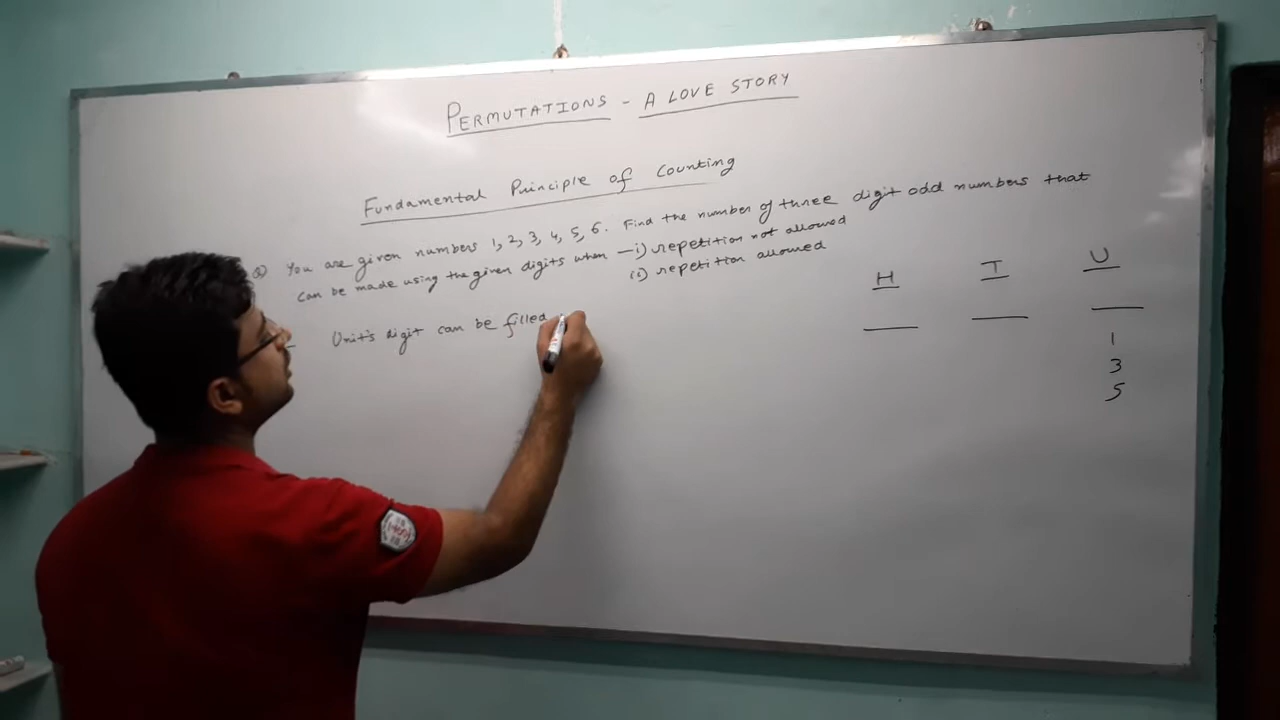 PERMUTATIONS - A LOVE STORY
Fundamental Principle of Counting
Q) You are given numbers 1, 2, 3, 4, 5, 6. Find the number of three digit odd numbers that
can be made using the given digits when - i) repetition not allowed
(ii) repetition allowed
H T U
Unit's digit can be filled
1
3
5